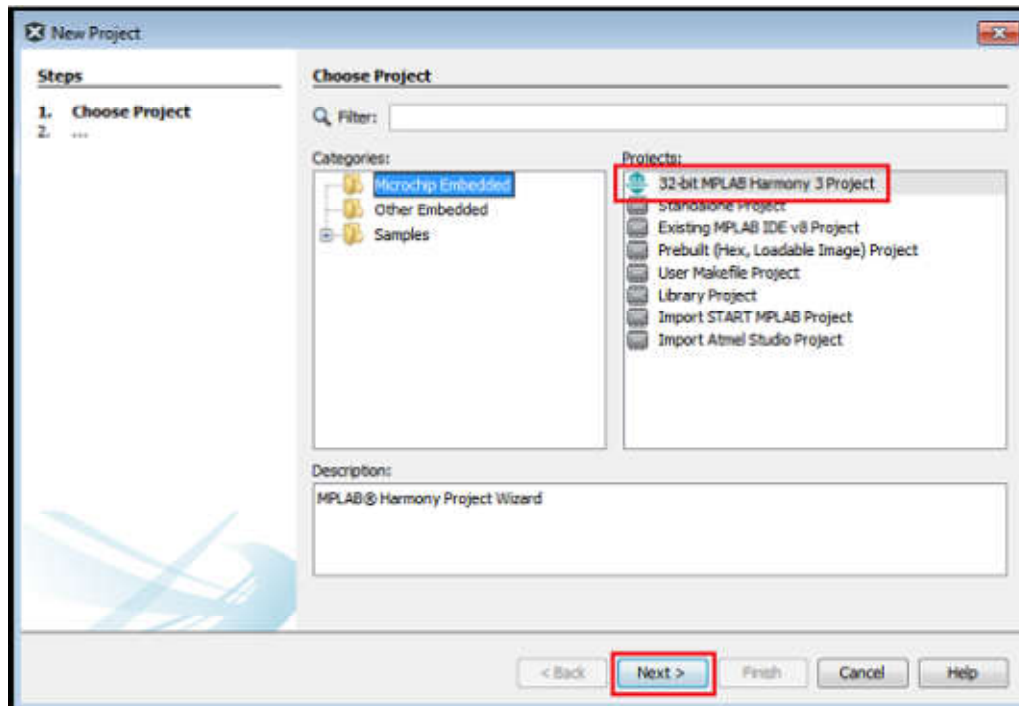 New Project
Steps
1. Choose Project
2. ...
Choose Project
Filter:
Categories:
Microchip Embedded
Other Embedded
Samples
Projects:
32-bit MPLAB Harmony 3 Project
Standalone Project
Existing MPLAB IDE v8 Project
Prebuilt (Hex, Loadable Image) Project
User Makefile Project
Library Project
Import START MPLAB Project
Import Atmel Studio Project
Description:
MPLAB® Harmony Project Wizard
< Back Next > Finish Cancel Help